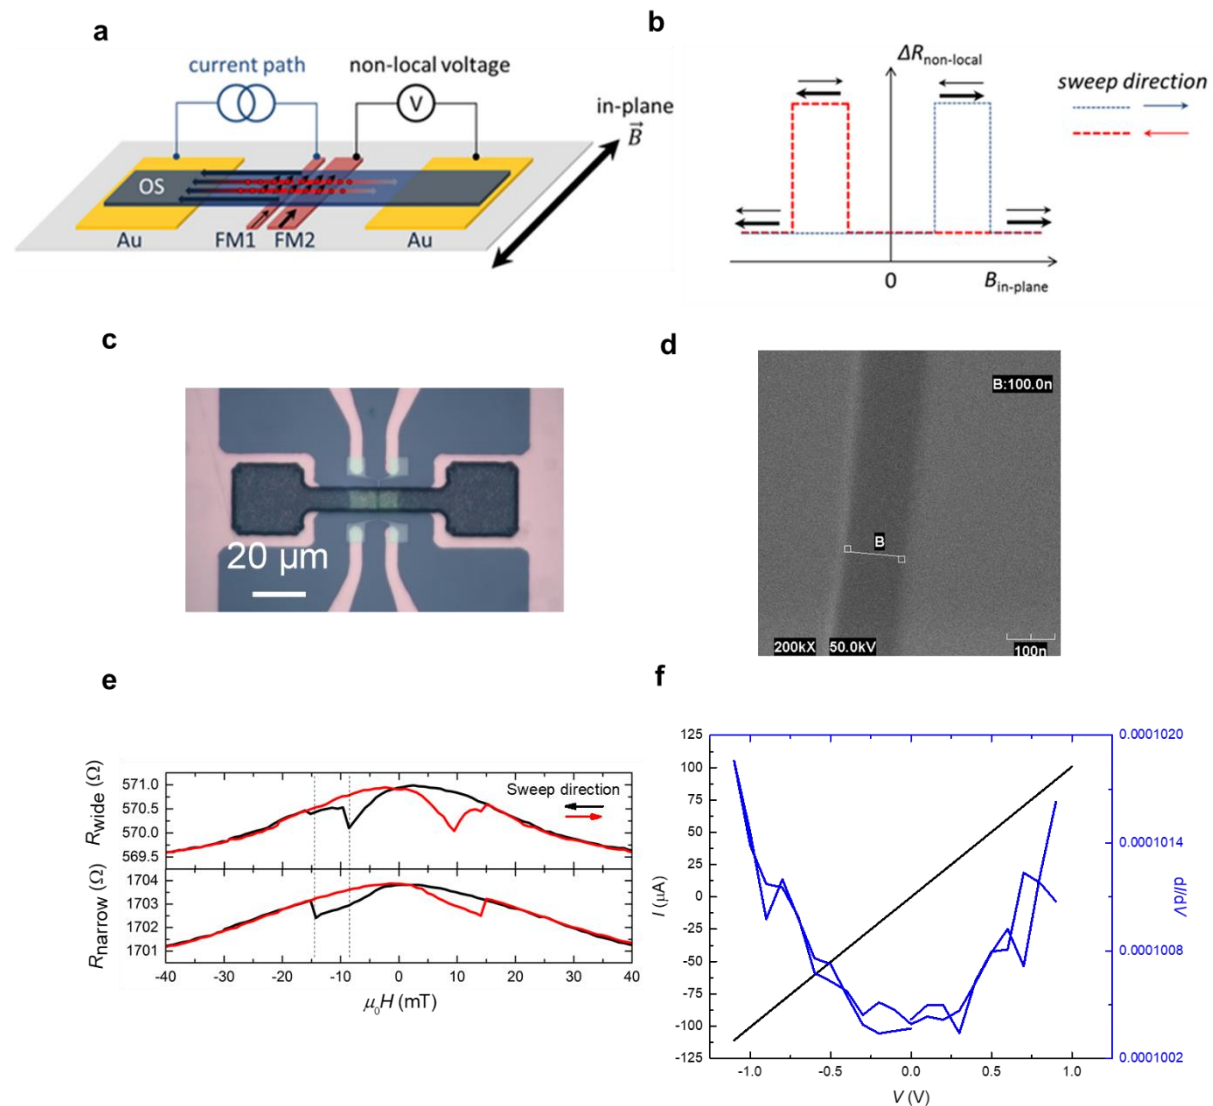 a
current path
non-local voltage
V
in-plane
B
OS
Au
FM1
FM2
Au
b
ΔRnon-local
sweep direction
0
Bin-plane
c
20 µm
d
B:100.0n
B
200kX
50.0kV
100n
e
Rwide (Ω)
571.0
570.5
570.0
569.5
Sweep direction
Rnarrow (Ω)
1704
1703
1702
1701
-40 -30 -20 -10 0 10 20 30 40
µ0H (mT)
f
I (µA)
125
100
75
50
25
0
-25
-50
-75
-100
-125
-1.0 -0.5 0.0 0.5 1.0
V (V)
0.0001020
0.0001014
0.0001008
0.0001002
dI/dV